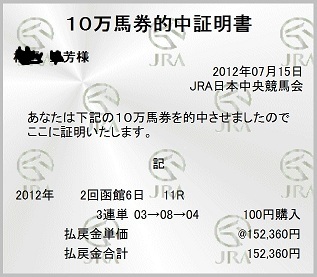 10万馬券的中証明書
芳様
JRA
2012年07月15日
JRA日本中央競馬会
あなたは下記の10万馬券を的中させましたので
ここに証明いたします。
記
2012年 2回函館6日 11R
3連単 03→08→04 100円購入
払戻金単価 @152,360円
払戻金合計 152,360円